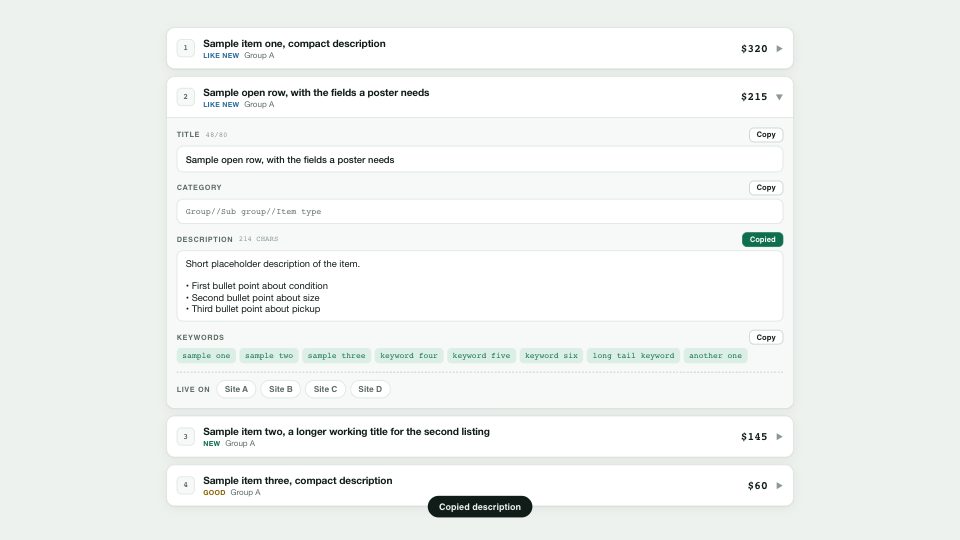 1
Sample item one, compact description
LIKE NEW Group A
$320
2
Sample open row, with the fields a poster needs
LIKE NEW Group A
$215
TITLE 48/80
Copy
Sample open row, with the fields a poster needs
CATEGORY
Copy
Group//Sub group//Item type
DESCRIPTION 214 CHARS
Copied
Short placeholder description of the item.
• First bullet point about condition
• Second bullet point about size
• Third bullet point about pickup
KEYWORDS
Copy
sample one sample two sample three keyword four keyword five keyword six long tail keyword another one
LIVE ON Site A Site B Site C Site D
3
Sample item two, a longer working title for the second listing
NEW Group A
$145
4
Sample item three, compact description
GOOD Group A
$60
Copied description